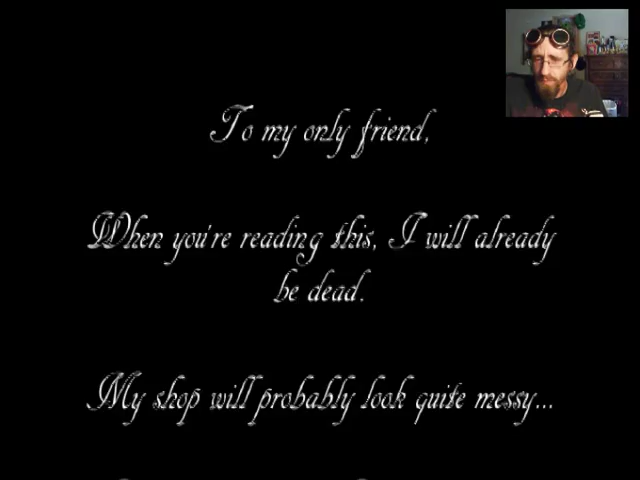 To my only friend,
When you're reading this, I will already
be dead.
My shop will probably look quite messy...